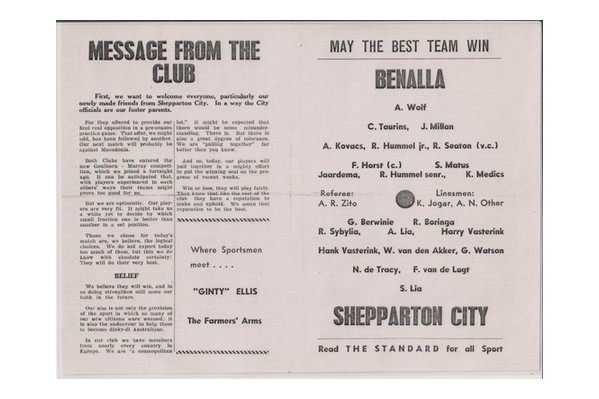 MESSAGE FROM THE
CLUB
First, we want to welcome everyone, particularly our
newly made friends from Shepparton City. In a way the City
officials are our foster parents.
For they offered to provide our
first real opposition in a pre-season
practice game. That offer, we might
add, has been followed by another.
Our next match will probably be
against Macedonia.
Both Clubs have entered the
new Goulburn - Murray competi-
tion, which we joined a fortnight
ago. It can be anticipated that,
with players experienced in each
others' ways their teams might
prove too good for us.
But we are optimistic. Our play-
ers are very fit. It might take us
a while yet to decide by which
small fraction one is better than
another in a set position.
Those we chose for today's
match are, we believe, the logical
choices. We do not expect today
too much of them, but this we do
know with absolute certainty:
They will do their very best.
BELIEF
We believe they will win, and in
so doing strengthen still more our
faith in the future.
Our aim is not only the provision
of the sport in which so many of
our new citizens were weaned; it
is also the endeavour to help them
to become dinky-di Australians.
In our club we have members
from nearly every country in
Europe. We are "a cosmopolitan
lot." It might be expected that
there would be some misunder-
standing. There is. But there is
also a great degree of tolerance.
We are "pulling together" for
better than you know.
And so, today, our players will
pull together in a mighty effort
to put the winning seal on the pro-
gress of recent weeks.
Win or lose, they will play fairly.
They know that like the rest of the
club they have a reputation to
make and uphold. We mean that
reputation to be the best.
Where Sportsmen
meet . . . .
"GINTY" ELLIS
The Farmers' Arms
MAY THE BEST TEAM WIN
BENALLA
A. Wolf
C. Taurins, J. Millan
A. Kovacs, R. Hummel jr., R. Seaton (v.c.)
F. Horst (c.) S. Matus
Jaardema, R. Hummel senr., K. Medics
Referee: Linesmen:
A. R. Zito K. Jogar, A. N. Other
G. Berwinie R. Boringa
R. Sybylia, A. Lia, Harry Vasterink
Hank Vasterink, W. van den Akker, G. Watson
N. de Tracy, F. van de Lugt
S. Lia
SHEPPARTON CITY
Read THE STANDARD for all Sport